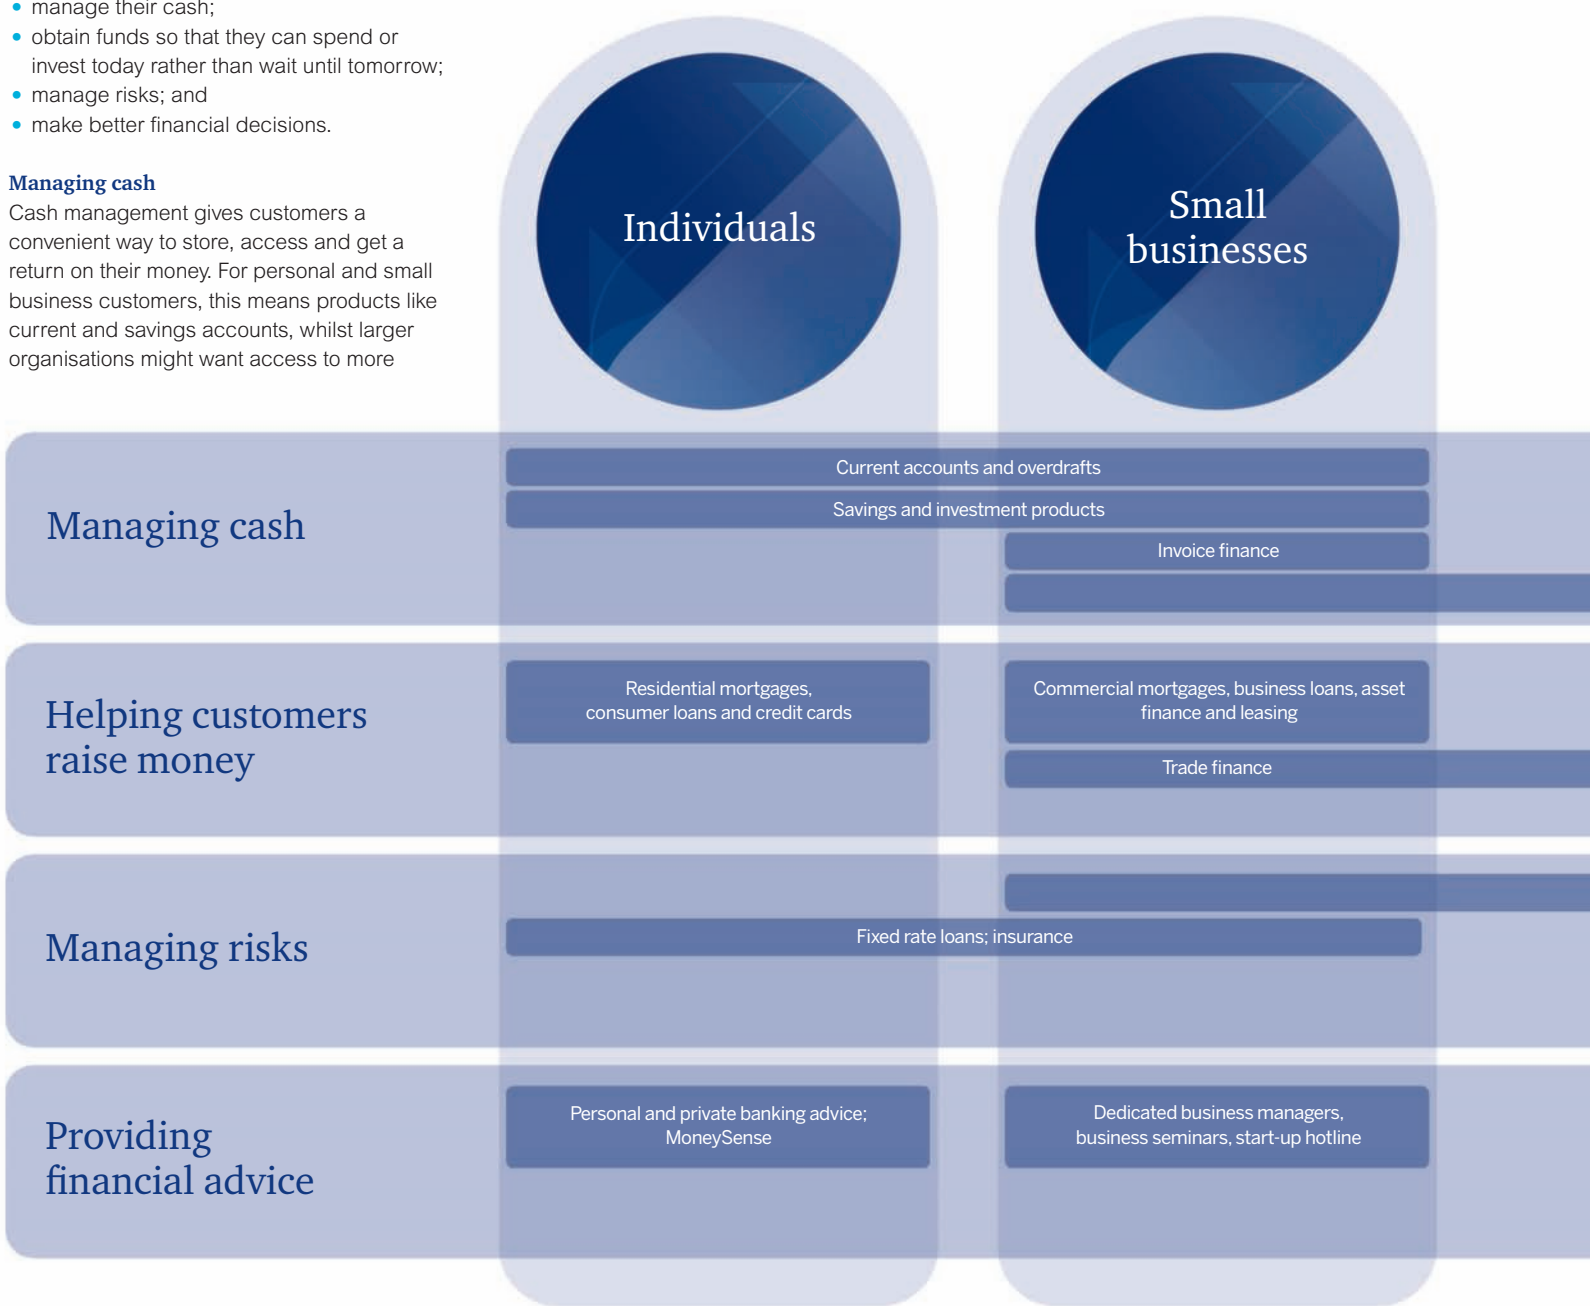 • manage their cash;
• obtain funds so that they can spend or
invest today rather than wait until tomorrow;
• manage risks; and
• make better financial decisions.
Managing cash
Cash management gives customers a
convenient way to store, access and get a
return on their money. For personal and small
business customers, this means products like
current and savings accounts, whilst larger
organisations might want access to more
Individuals
Small
businesses
Managing cash
Current accounts and overdrafts
Savings and investment products
Invoice finance
Helping customers
raise money
Residential mortgages,
consumer loans and credit cards
Commercial mortgages, business loans, asset
finance and leasing
Trade finance
Managing risks
Fixed rate loans; insurance
Providing
financial advice
Personal and private banking advice;
MoneySense
Dedicated business managers,
business seminars, start-up hotline